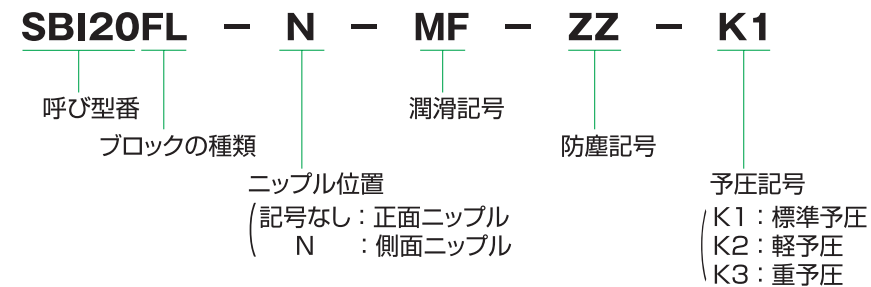 SBI20FL － N － MF － ZZ － K1
呼び型番
潤滑記号
ブロックの種類
防塵記号
ニップル位置
予圧記号
記号なし：正面ニップル
N ：側面ニップル
K1：標準予圧
K2：軽予圧
K3：重予圧